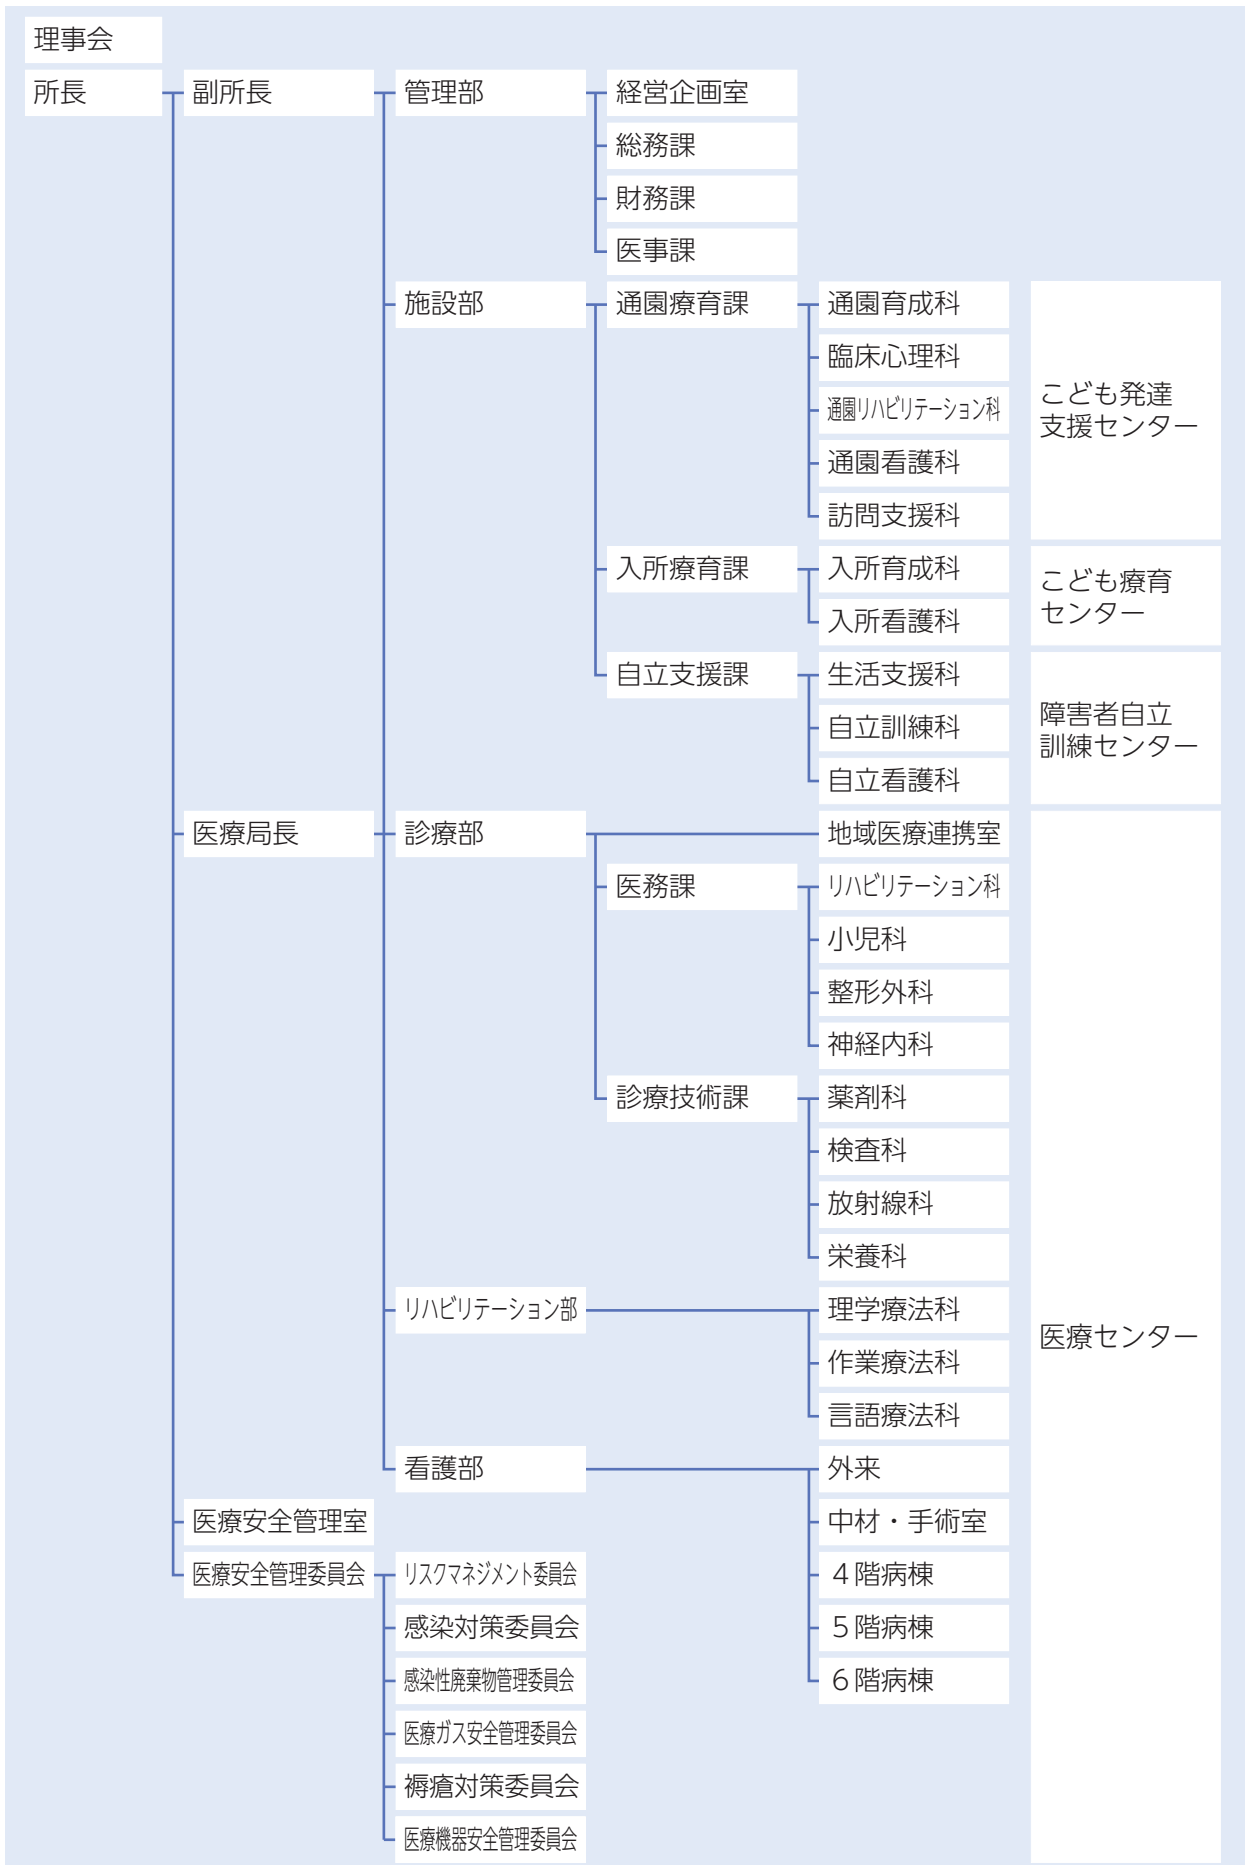 理事会
所長
副所長
管理部
経営企画室
総務課
財務課
医事課
施設部
通園療育課
通園育成科
臨床心理科
通園リハビリテーション科
通園看護科
訪問支援科
こども発達
支援センター
入所療育課
入所育成科
入所看護科
こども療育
センター
自立支援課
生活支援科
自立訓練科
自立看護科
障害者自立
訓練センター
医療局長
診療部
地域医療連携室
医務課
リハビリテーション科
小児科
整形外科
神経内科
診療技術課
薬剤科
検査科
放射線科
栄養科
リハビリテーション部
理学療法科
作業療法科
言語療法科
医療センター
看護部
外来
中材・手術室
4階病棟
5階病棟
6階病棟
医療安全管理室
医療安全管理委員会
リスクマネジメント委員会
感染対策委員会
感染性廃棄物管理委員会
医療ガス安全管理委員会
褥瘡対策委員会
医療機器安全管理委員会